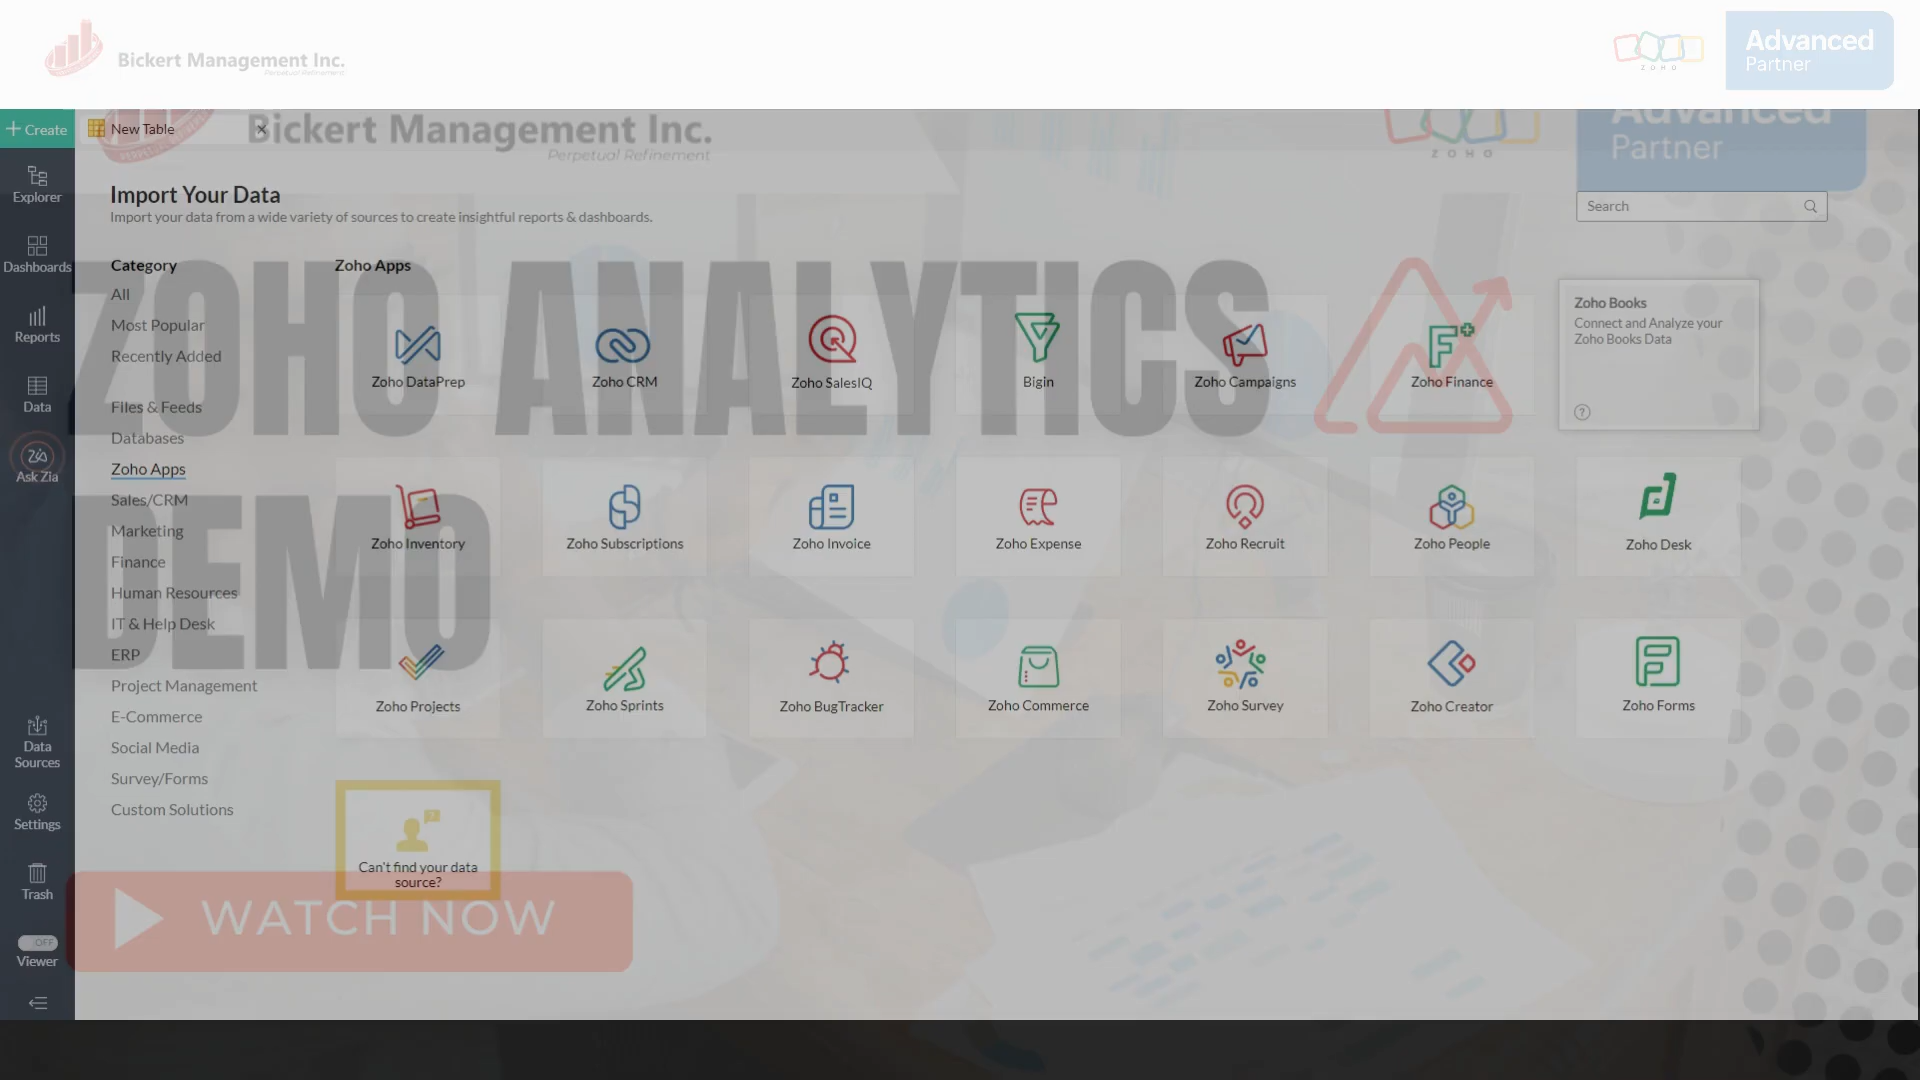 Bickert Management Inc.
Perpetual Refinement
ZOHO
Advanced
Partner
Create
New Table
Bickert Management Inc.
Perpetual Refinement
ZOHO
Advanced
Partner
Explorer
Dashboards
Reports
Data
Ask Zia
Data
Sources
Settings
Trash
OFF
Viewer
Import Your Data
Import your data from a wide variety of sources to create insightful reports & dashboards.
Search
Category
All
Most Popular
Recently Added
Files & Feeds
Databases
Zoho Apps
Sales/CRM
Marketing
Finance
Human Resources
IT & Help Desk
ERP
Project Management
E-Commerce
Social Media
Survey/Forms
Custom Solutions
Zoho Apps
Zoho DataPrep
Zoho CRM
Zoho SalesIQ
Bigin
Zoho Campaigns
Zoho Finance
Zoho Books
Connect and Analyze your
Zoho Books Data
?
Zoho Inventory
Zoho Subscriptions
Zoho Invoice
Zoho Expense
Zoho Recruit
Zoho People
Zoho Desk
Zoho Projects
Zoho Sprints
Zoho BugTracker
Zoho Commerce
Zoho Survey
Zoho Creator
Zoho Forms
Can't find your data
source?
ZOHO ANALYTICS
DEMO
WATCH NOW